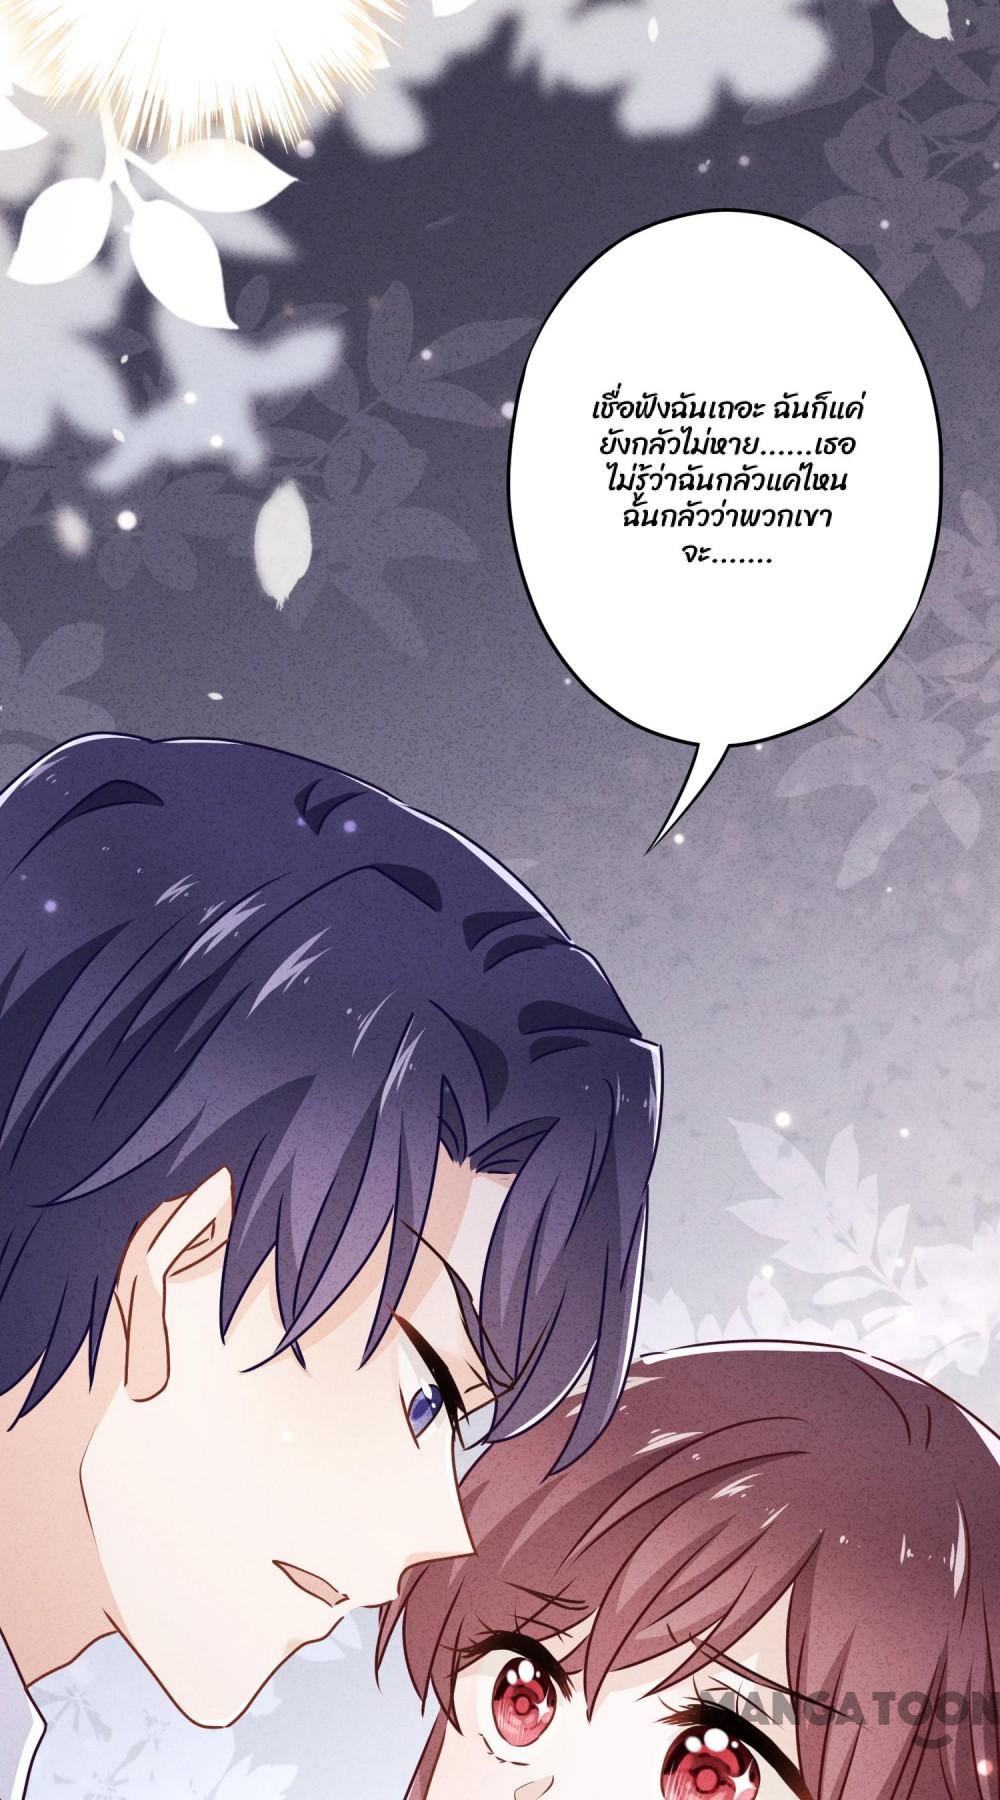 เชื่อฟังฉันเถอะ ฉันก็แค่
ยังกลัวไม่หาย......เธอ
ไม่รู้ว่าฉันกลัวแค่ไหน
ฉันกลัวว่าพวกเขา
จะ.......
MANGATOON